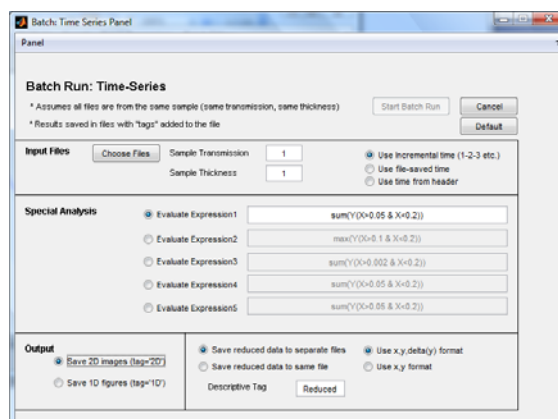 Batch: Time Series Panel
Panel
Batch Run: Time-Series
* Assumes all files are from the same sample (same transmission, same thickness)
Start Batch Run
Cancel
* Results saved in files with "tags" added to the file
Default
Input Files
Choose Files
Sample Transmission
1
Use incremental time (1-2-3 etc.)
Use file-saved time
Sample Thickness
1
Use time from header
Special Analysis
Evaluate Expression1
sum(Y(X>0.05 & X<0.2))
Evaluate Expression2
max(Y(X>0.1 & X<0.2))
Evaluate Expression3
sum(Y(X>0.002 & X<0.2))
Evaluate Expression4
sum(Y(X>0.05 & X<0.2))
Evaluate Expression5
sum(Y(X>0.05 & X<0.2))
Output
Save 2D images (tag='2D')
Save 1D figures (tag='1D')
Save reduced data to separate files
Use x,y,delta(y) format
Save reduced data to same file
Use x,y format
Descriptive Tag
Reduced